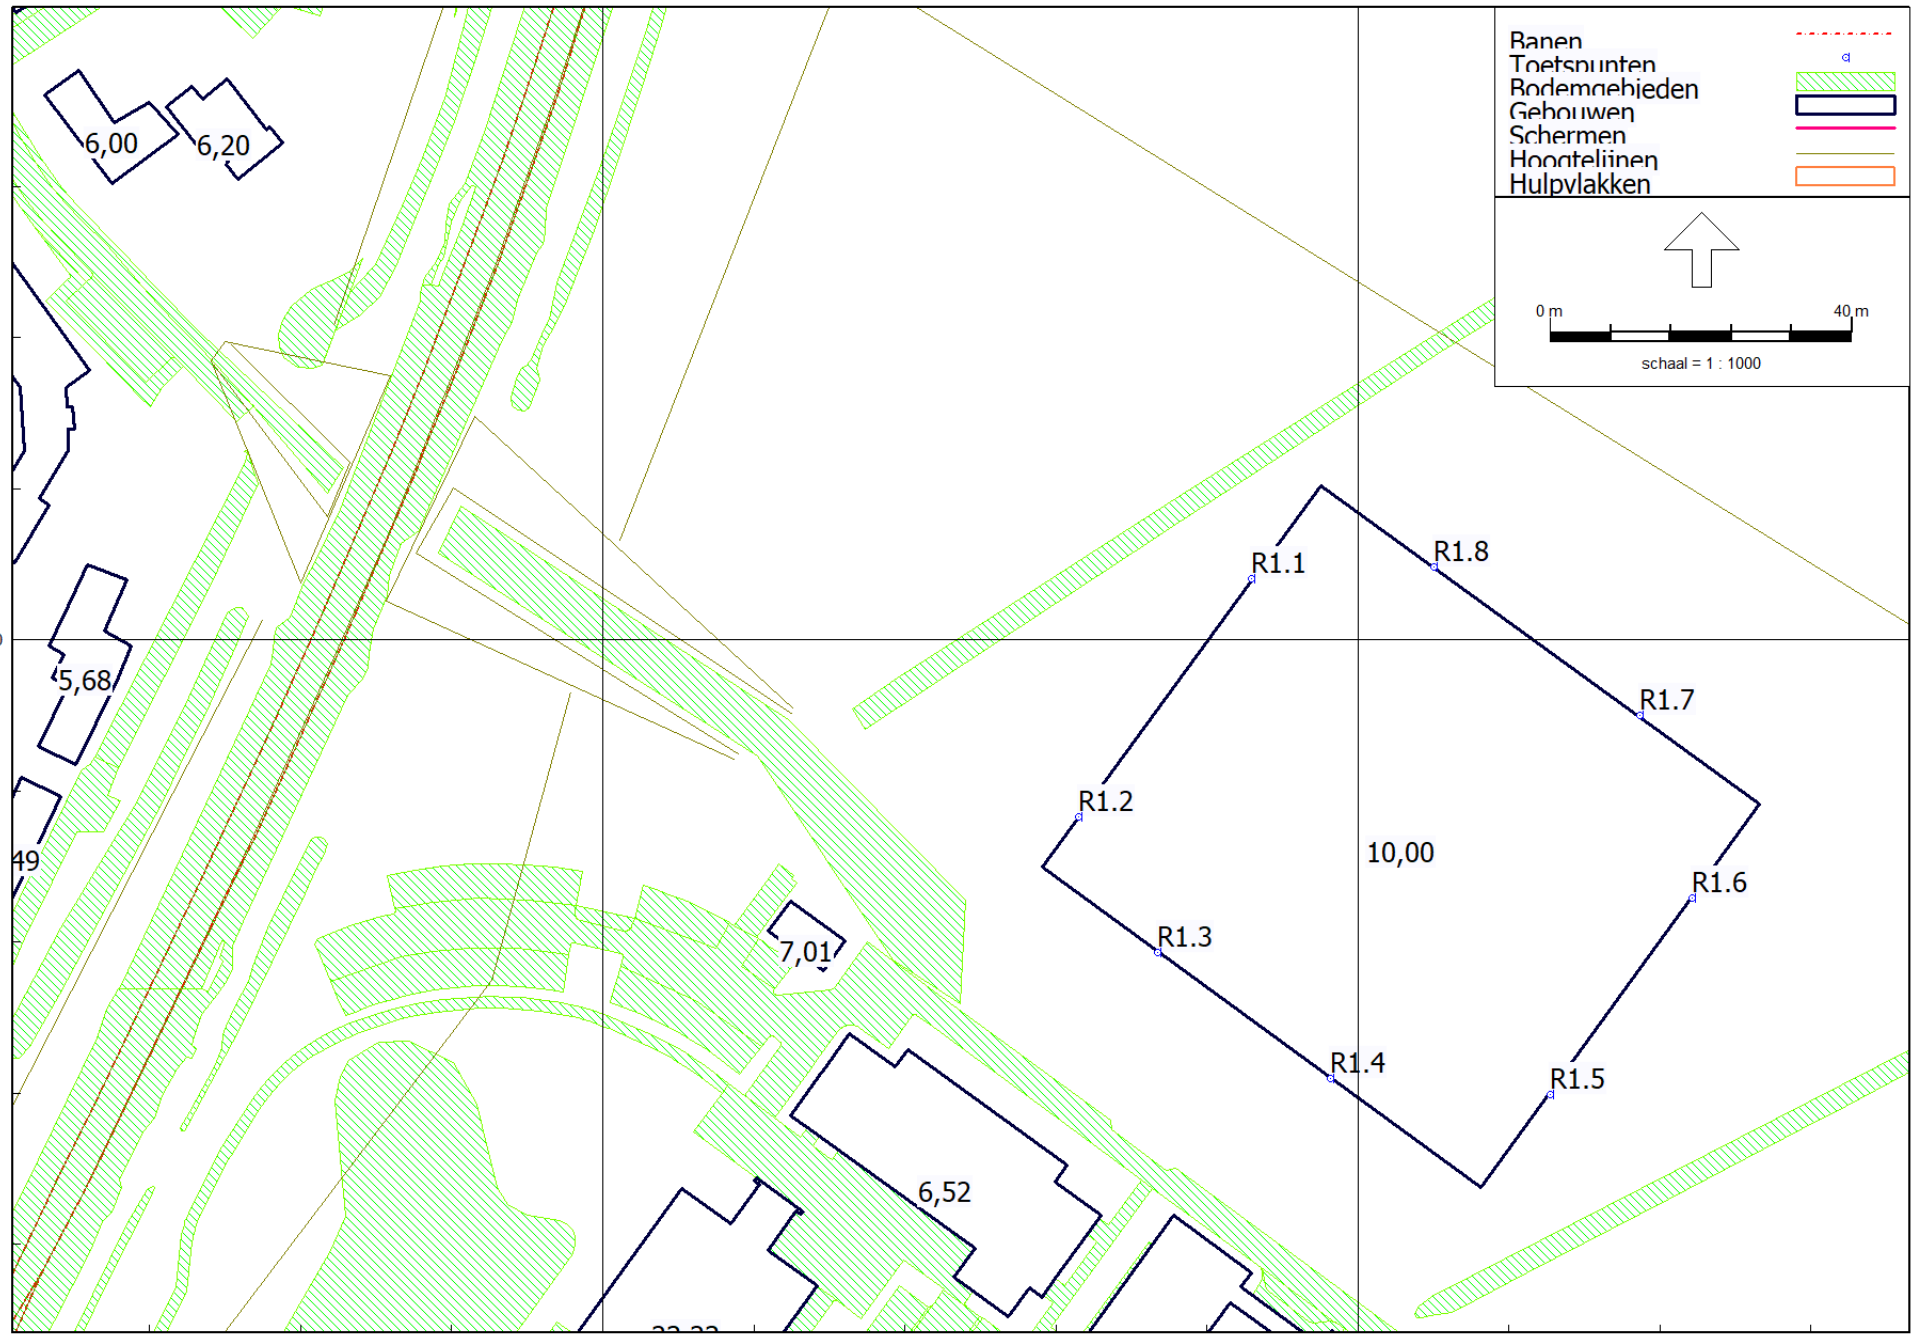 Banen
Toetspunten
Bodemgebieden
Gebouwen
Schermen
Hoogtelijnen
Hulpvlakken
0 m 40 m
schaal = 1 : 1000
6,00
6,20
R1.1
R1.8
5,68
R1.7
R1.2
49
10,00
R1.6
R1.3
7,01
R1.4
R1.5
6,52